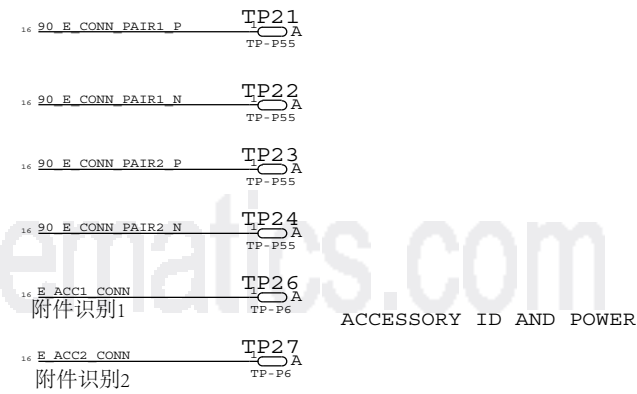 TP21
16 90_E_CONN_PAIR1_P 1 A
TP-P55
TP22
16 90_E_CONN_PAIR1_N 1 A
TP-P55
TP23
16 90_E_CONN_PAIR2_P 1 A
TP-P55
TP24
16 90_E_CONN_PAIR2_N 1 A
TP-P55
ematics.com
TP26
16 E_ACC1_CONN 1 A
附件识别1
TP-P6
ACCESSORY ID AND POWER
TP27
16 E_ACC2_CONN 1 A
附件识别2
TP-P6